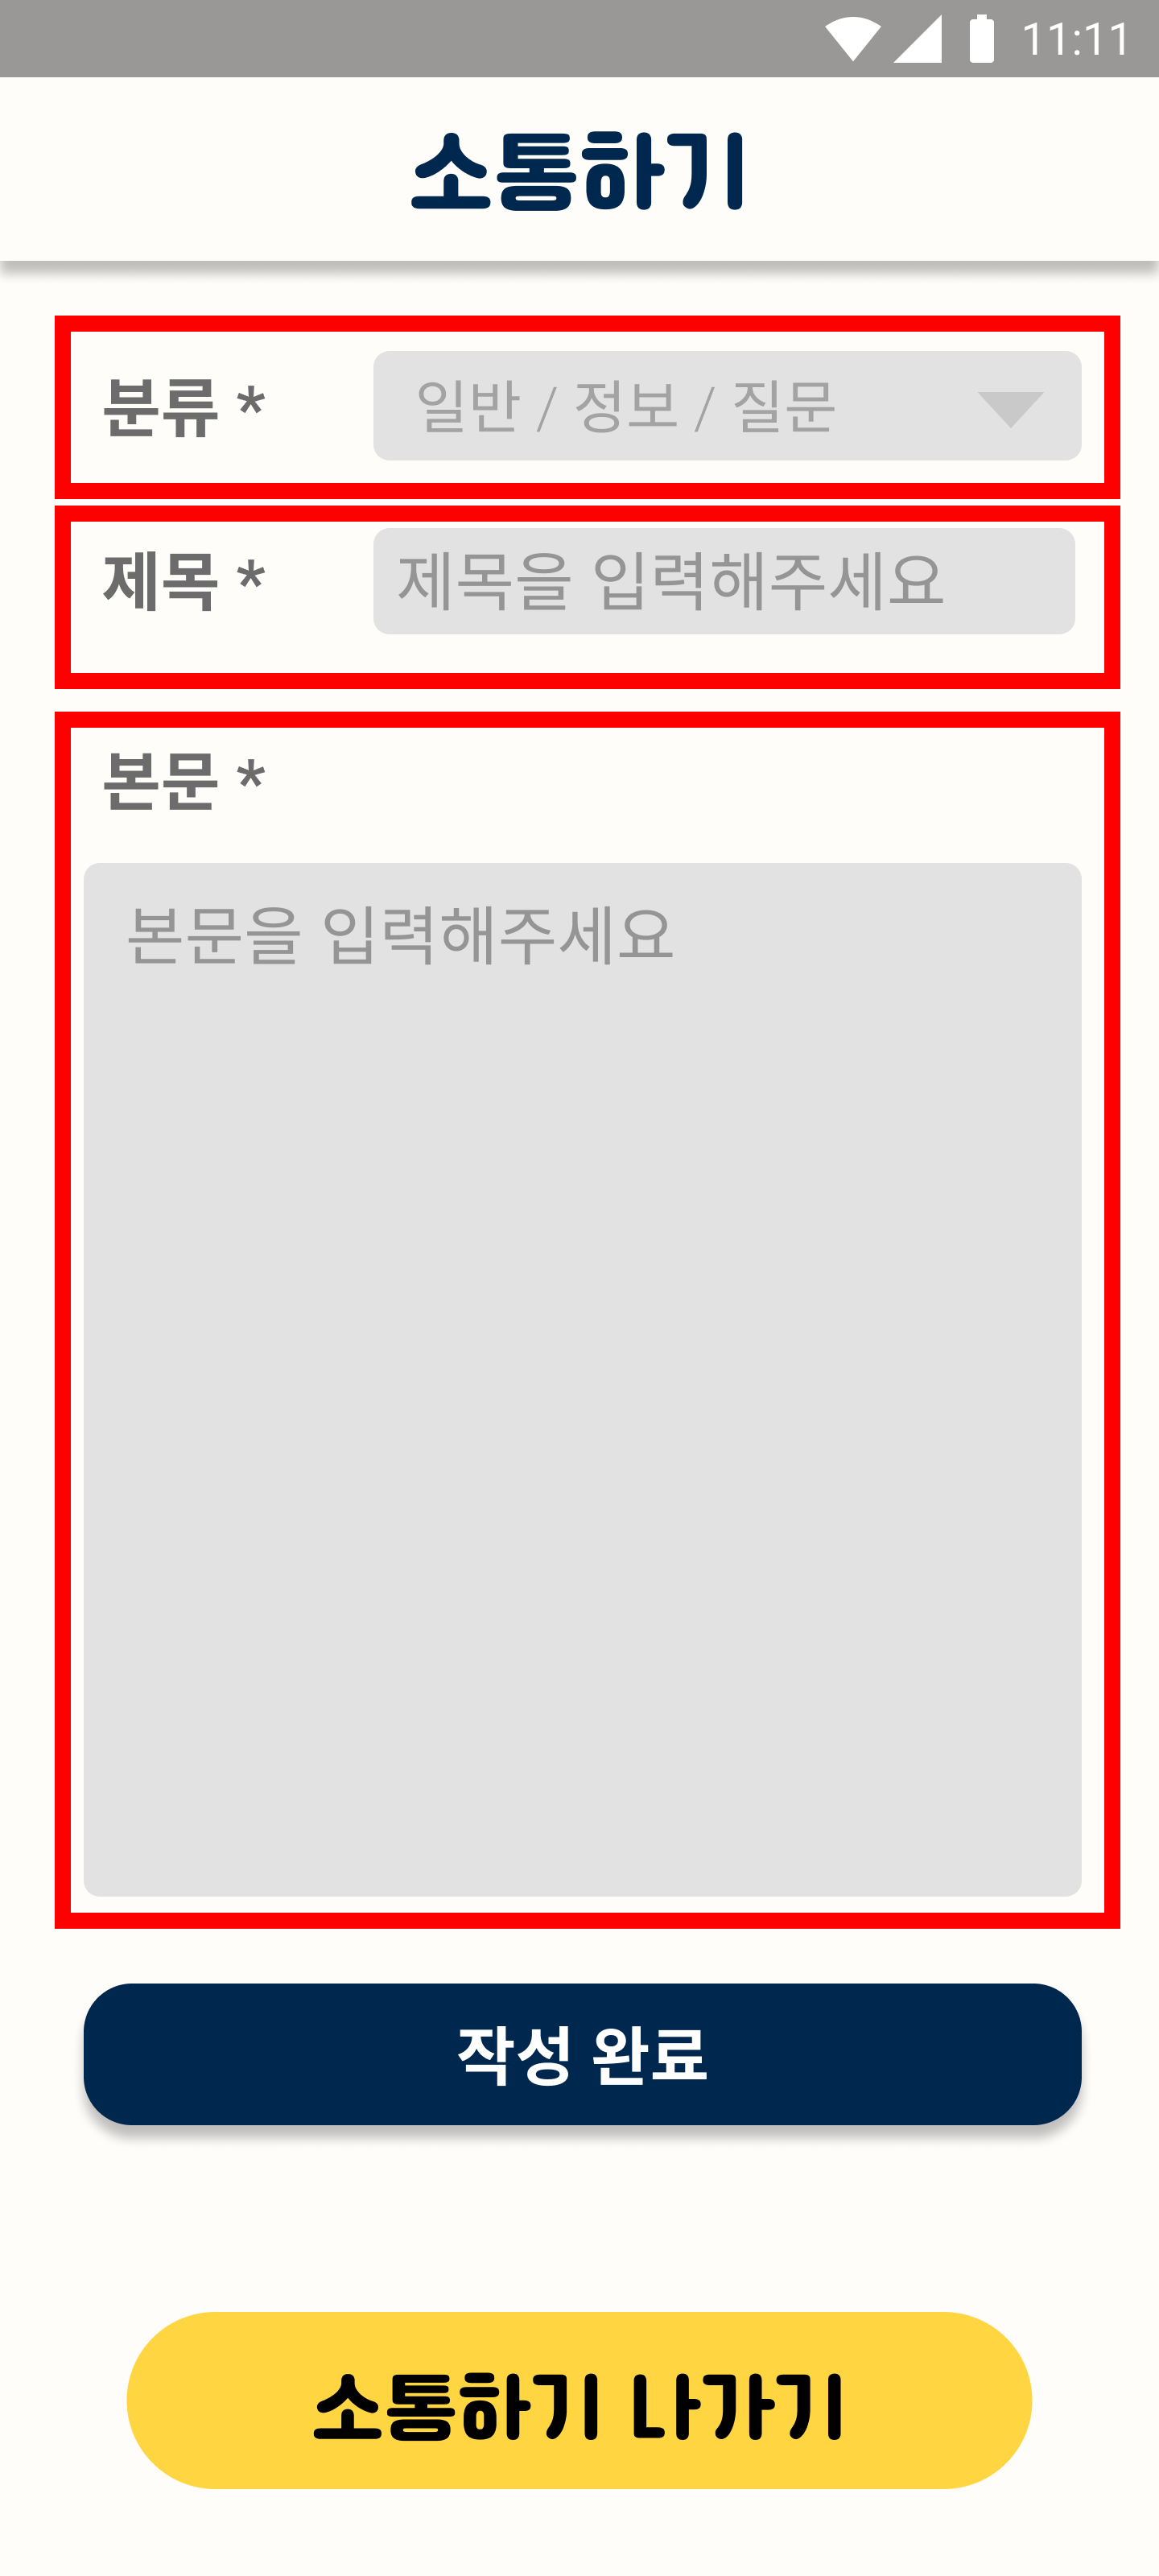 11:11
소통하기
분류 * 일반 / 정보 / 질문
제목 * 제목을 입력해주세요
본문 *
본문을 입력해주세요
작성 완료
소통하기 나가기